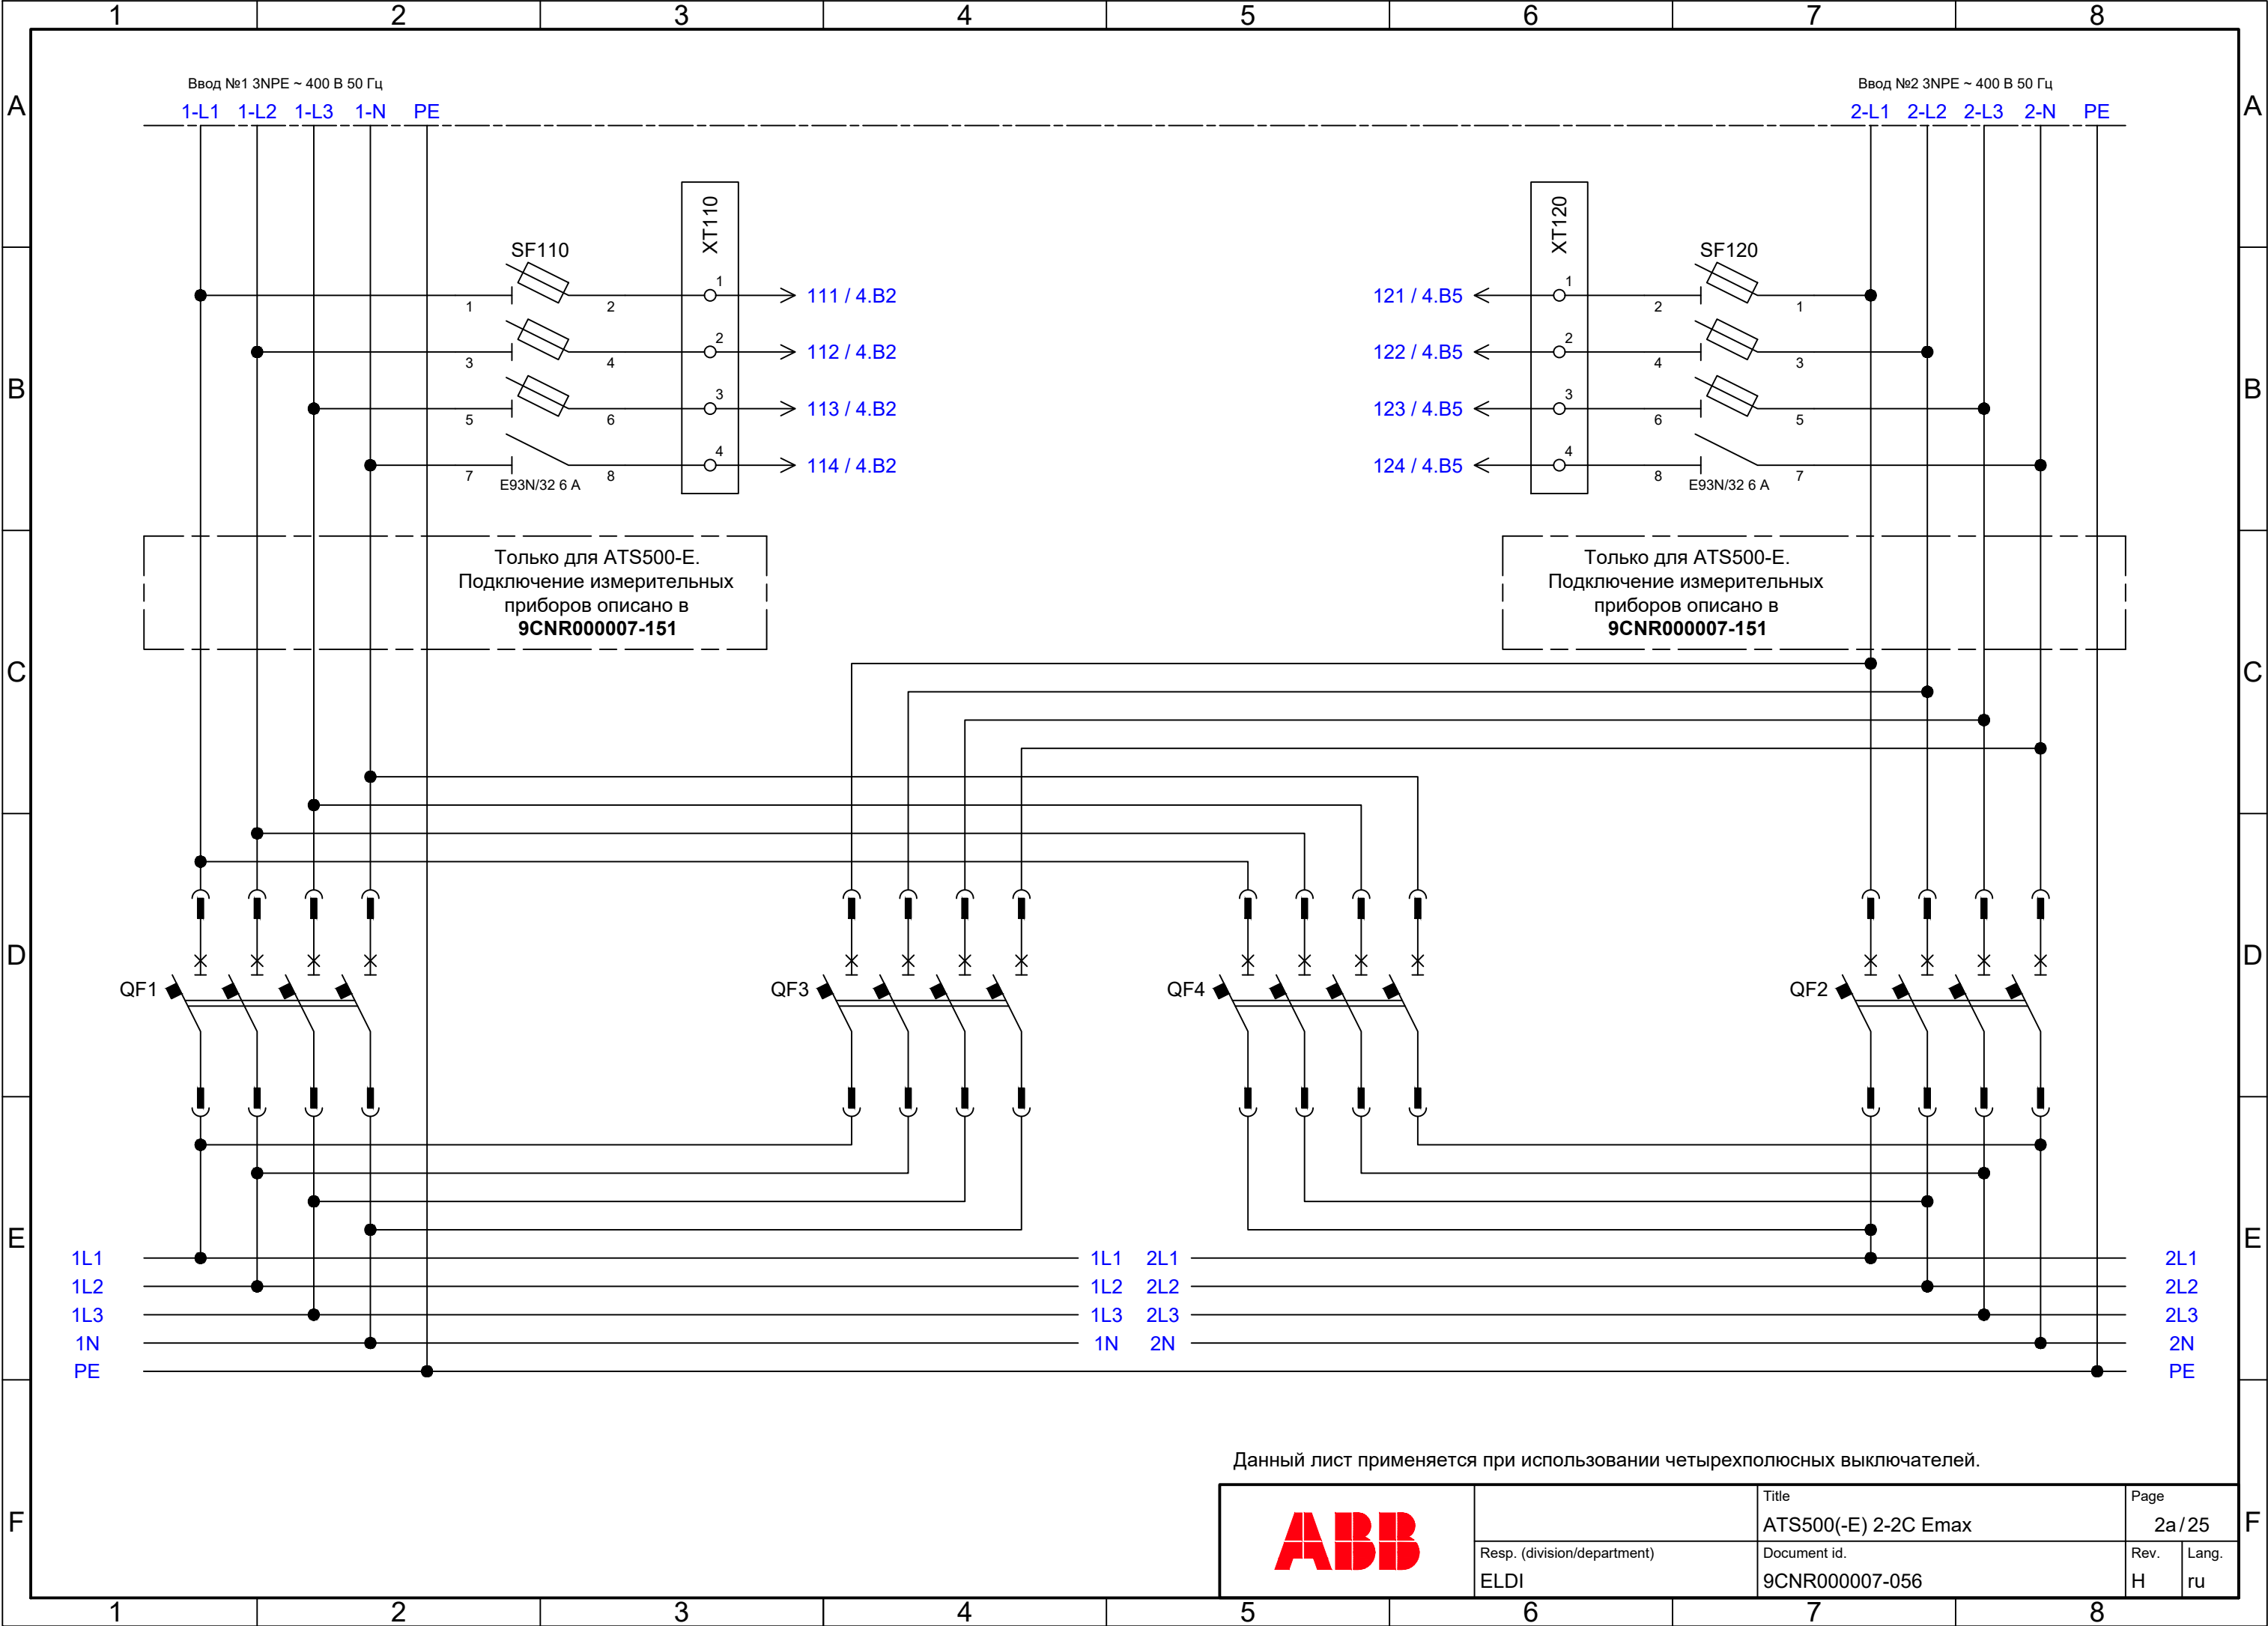 1 2 3 4 5 6 7 8
A A
Ввод №1 3NPE ~ 400 В 50 Гц
Ввод №2 3NPE ~ 400 В 50 Гц
1-L1 1-L2 1-L3 1-N PE
2-L1 2-L2 2-L3 2-N PE
XT110
XT120
SF110
SF120
1 2 1 111 / 4.B2
121 / 4.B5 1 2 1
3 4 2 112 / 4.B2
122 / 4.B5 2 4 3
B B
5 6 3 113 / 4.B2
123 / 4.B5 3 6 5
7 8 4 114 / 4.B2
124 / 4.B5 4 8 7
E93N/32 6 A
E93N/32 6 A
Только для ATS500-E.
Подключение измерительных
приборов описано в
9CNR000007-151
Только для ATS500-E.
Подключение измерительных
приборов описано в
9CNR000007-151
C C
D D
QF1 QF3 QF4 QF2
E E
1L1 1L1 2L1 2L1
1L2 1L2 2L2 2L2
1L3 1L3 2L3 2L3
1N 1N 2N 2N
PE PE
Данный лист применяется при использовании четырехполюсных выключателей.
F F
ABB
Title
ATS500(-E) 2-2C Emax
Page
2a/25
Resp. (division/department)
ELDI
Document id.
9CNR000007-056
Rev.
H
Lang.
ru
1 2 3 4 5 6 7 8